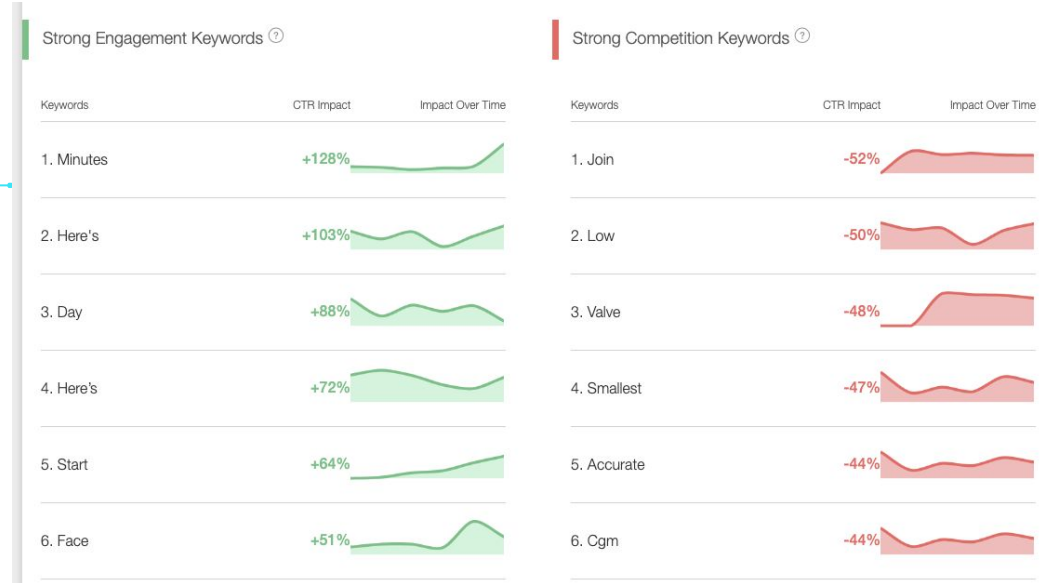 Strong Engagement Keywords ?
Keywords CTR Impact Impact Over Time
1. Minutes +128%
2. Here's +103%
3. Day +88%
4. Here’s +72%
5. Start +64%
6. Face +51%
Strong Competition Keywords ?
Keywords CTR Impact Impact Over Time
1. Join -52%
2. Low -50%
3. Valve -48%
4. Smallest -47%
5. Accurate -44%
6. Cgm -44%